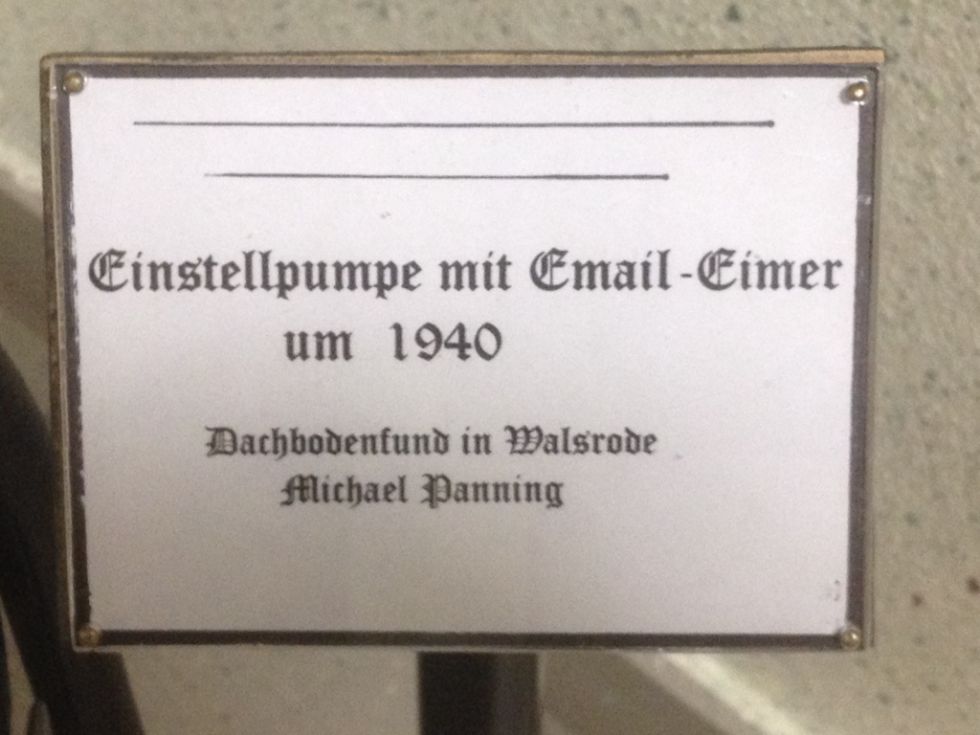 Einstellpumpe mit Email-Eimer
um 1940
Dachbodenfund in Walsrode
Michael Panning